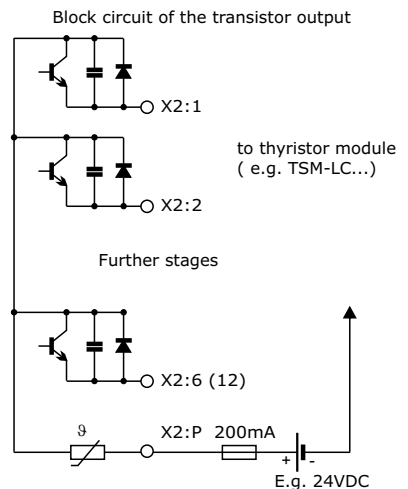 Block circuit of the transistor output
X2:1
to thyristor module
( e.g. TSM-LC...)
X2:2
Further stages
X2:6 (12)
ϑ
X2:P 200mA
+ -
E.g. 24VDC